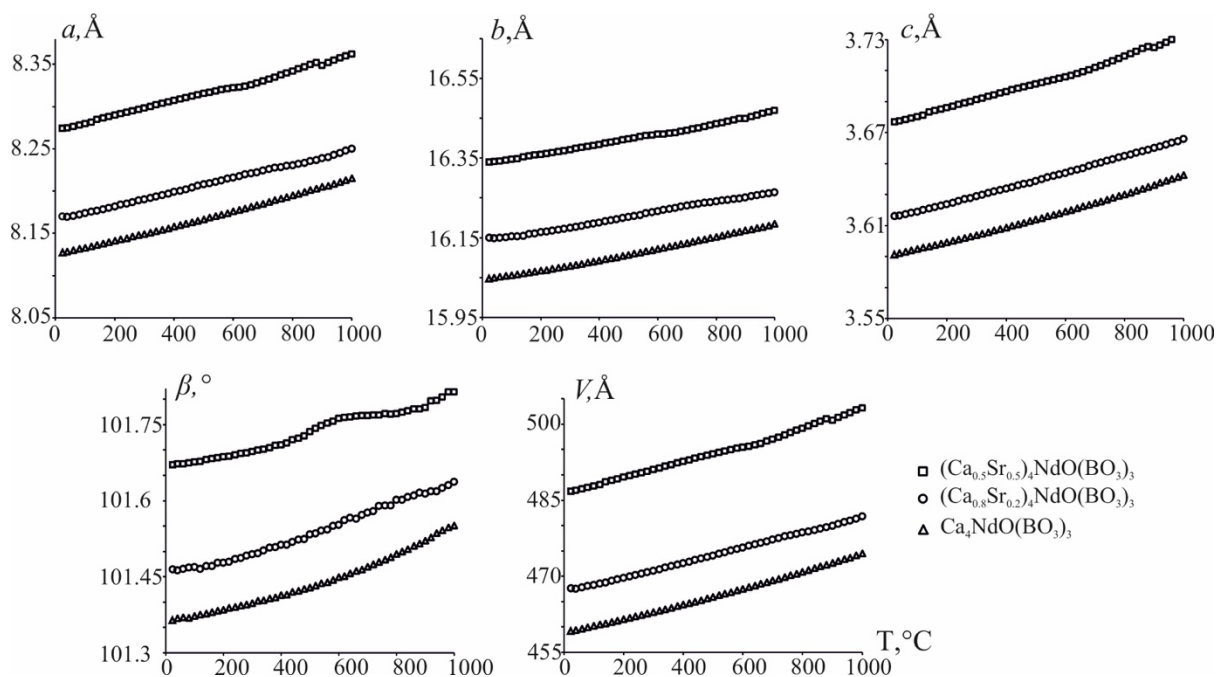 a,Å
8.35
8.25
8.15
8.05
0 200 400 600 800 1000
b,Å
16.55
16.35
16.15
15.95
0 200 400 600 800 1000
c,Å
3.73
3.67
3.61
3.55
0 200 400 600 800 1000
β,°
101.75
101.6
101.45
101.3
0 200 400 600 800 1000
V,Å
500
485
470
455
0 200 400 600 800 1000
T,°C
(Ca₀.₅Sr₀.₅)₄NdO(BO₃)₃
(Ca₀.₈Sr₀.₂)₄NdO(BO₃)₃
Ca₄NdO(BO₃)₃